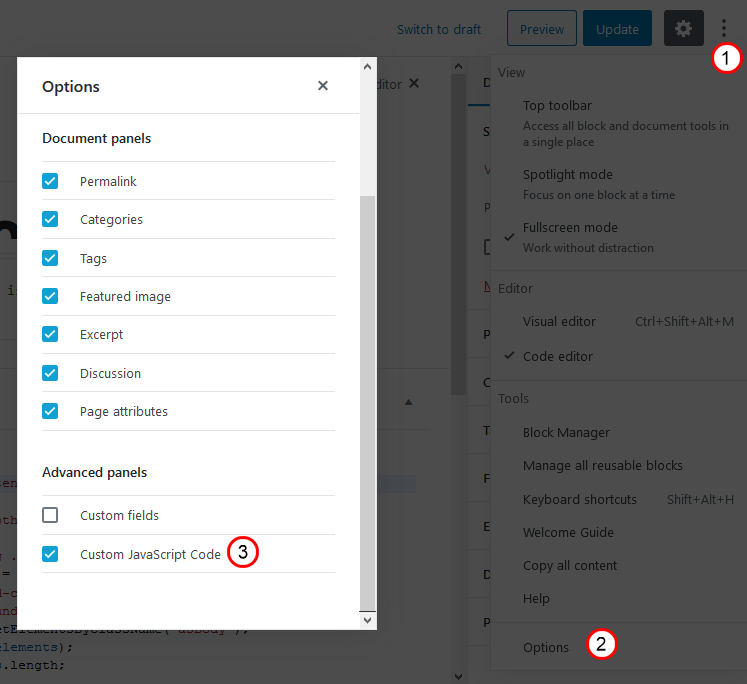 Switch to draft
Preview
Update
1
Options
ditor
Document panels
Permalink
Categories
Tags
Featured image
Excerpt
Discussion
Page attributes
Advanced panels
Custom fields
Custom JavaScript Code
3
View
Top toolbar
Access all block and document tools in
a single place
Spotlight mode
Focus on one block at a time
Fullscreen mode
Work without distraction
Editor
Visual editor Ctrl+Shift+Alt+M
Code editor
Tools
Block Manager
Manage all reusable blocks
Keyboard shortcuts Shift+Alt+H
Welcome Guide
Copy all content
Help
Options
2
elements);
s.length;